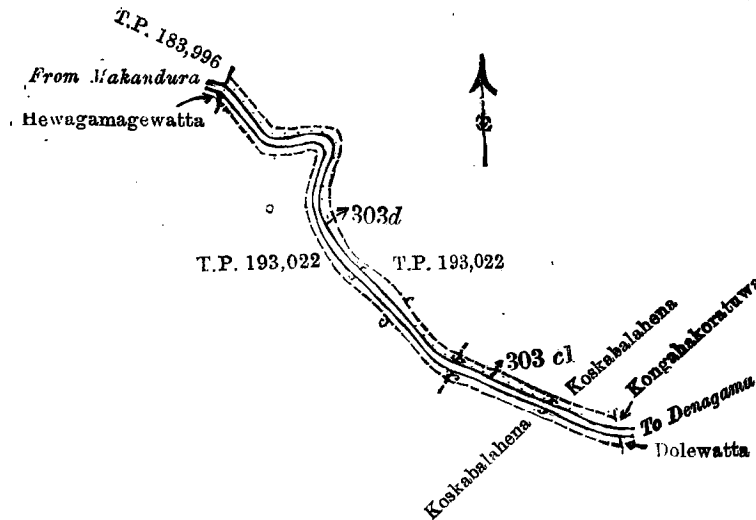 T.P. 183,996
From Makandura
Hewagamagewatta
303d
T.P. 193,022
T.P. 193,022
303 c1
Koskabalahena
Kongahakoratuwa
To Denagama
Dolewatta
Koskabalahena